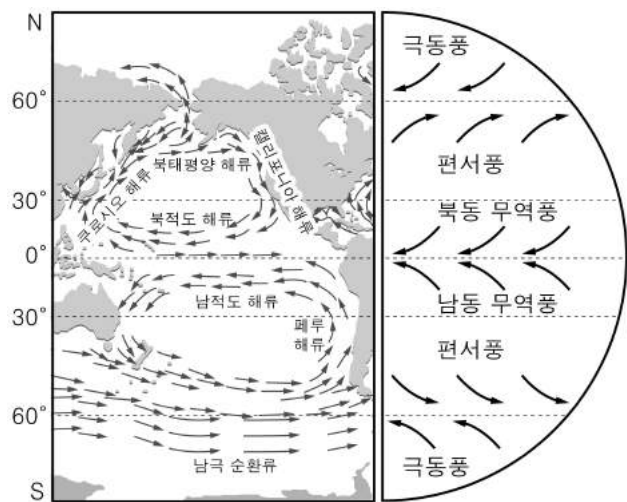 N
60°
30°
0°
30°
60°
S
북태평양 해류
캘리포니아 해류
쿠로시오 해류
북적도 해류
남적도 해류
페루
해류
남극 순환류
극동풍
편서풍
북동 무역풍
남동 무역풍
편서풍
극동풍